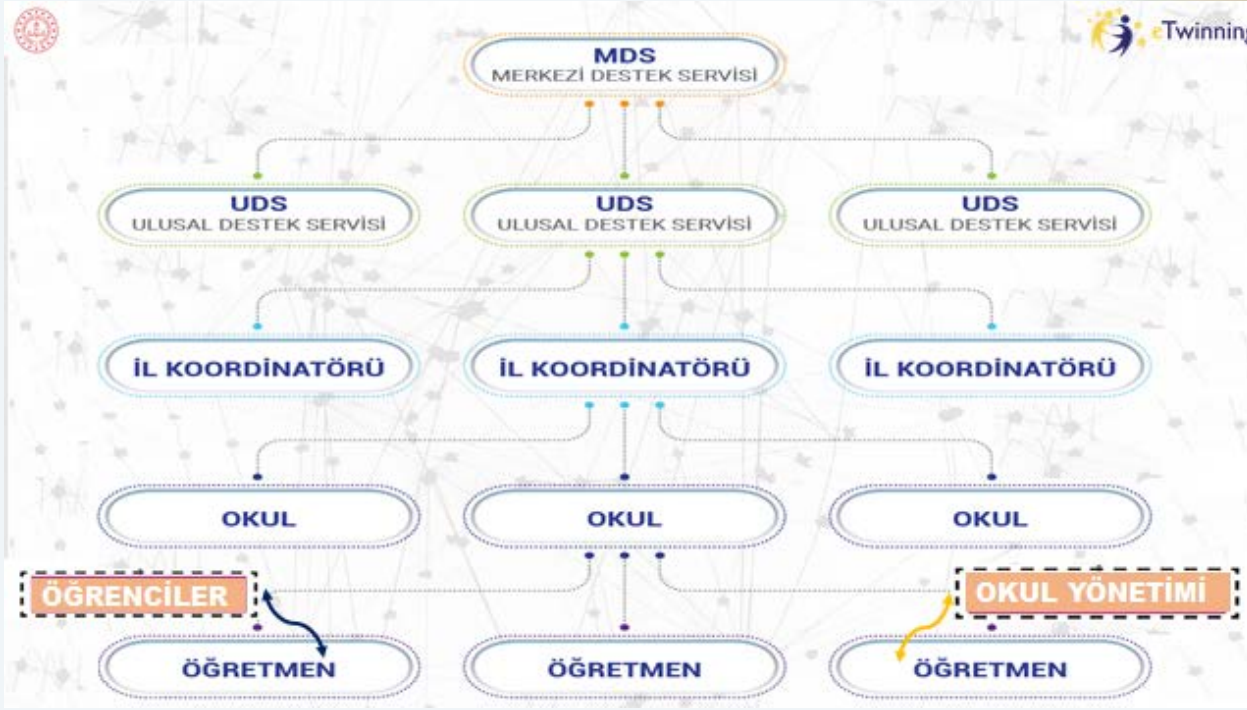 eTwinning
MDS
MERKEZİ DESTEK SERVİSİ
UDS
ULUSAL DESTEK SERVİSİ
UDS
ULUSAL DESTEK SERVİSİ
UDS
ULUSAL DESTEK SERVİSİ
İL KOORDİNATÖRÜ
İL KOORDİNATÖRÜ
İL KOORDİNATÖRÜ
OKUL
OKUL
OKUL
ÖĞRENCİLER
OKUL YÖNETİMİ
ÖĞRETMEN
ÖĞRETMEN
ÖĞRETMEN